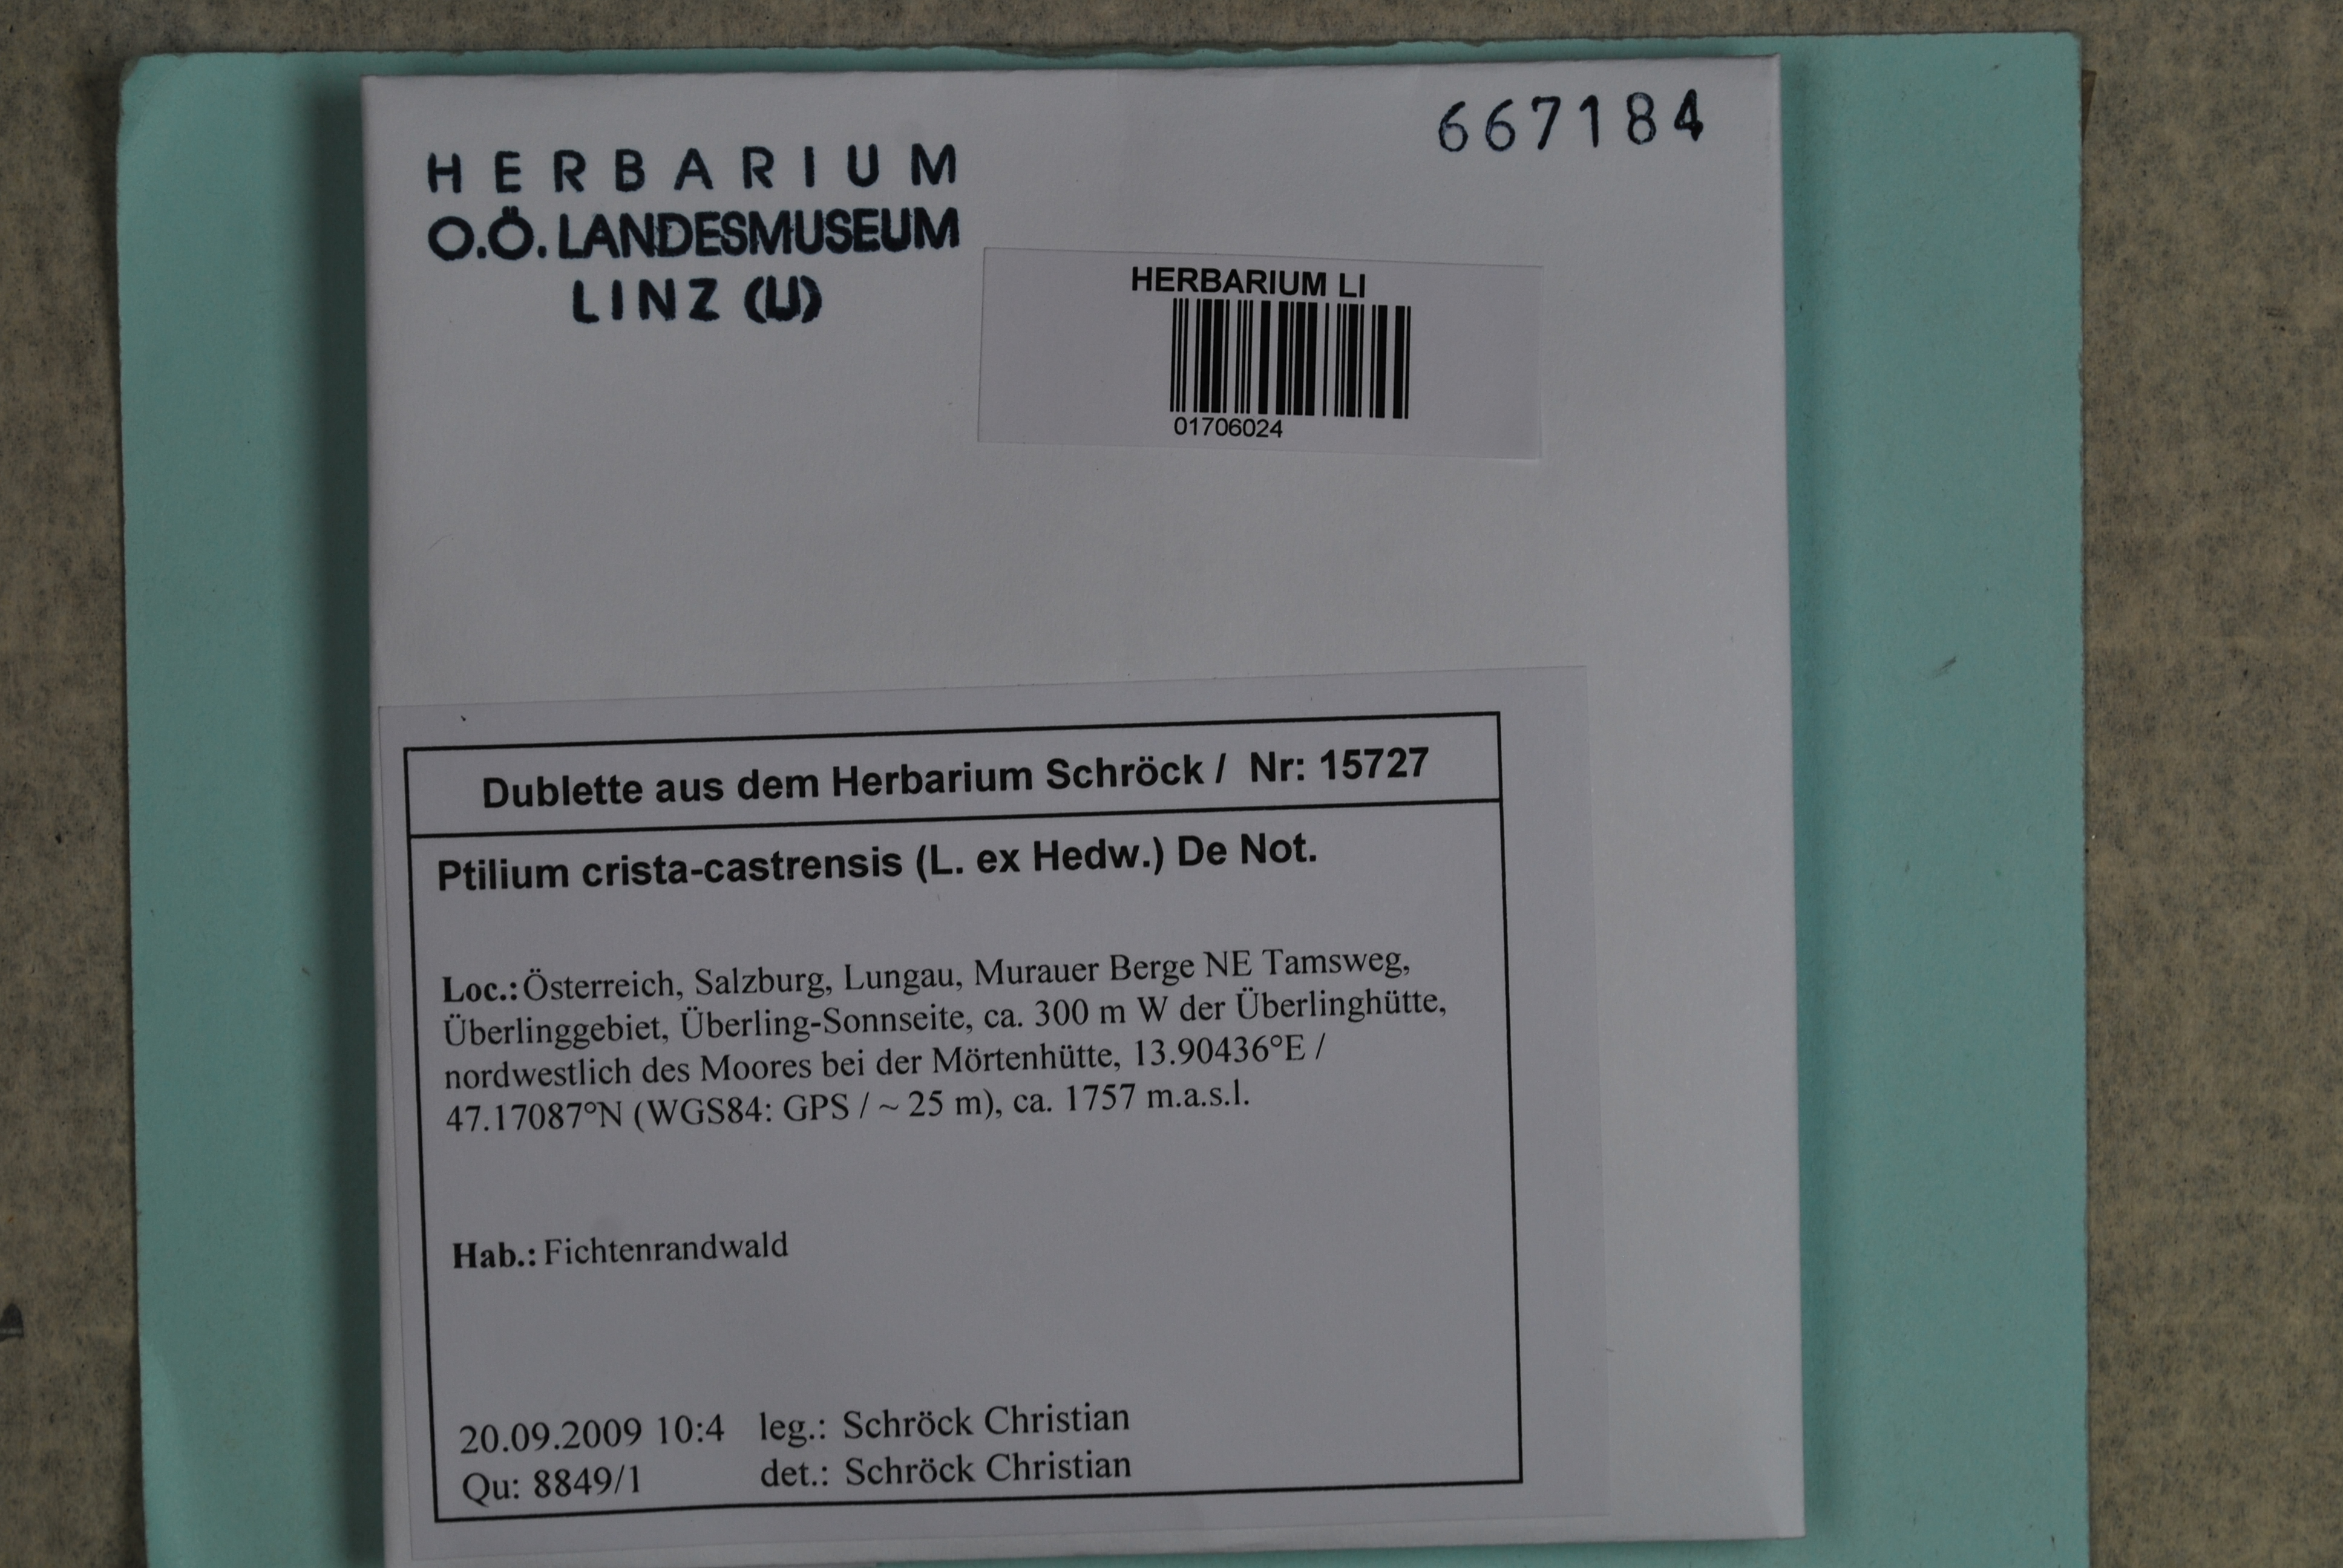 667184
HERBARIUM
O.Ö. LANDESMUSEUM
LINZ (LI)
HERBARIUM LI
01706024
Dublette aus dem Herbarium Schröck / Nr: 15727
Ptilium crista-castrensis (L. ex Hedw.) De Not.
Loc.: Österreich, Salzburg, Lungau, Murauer Berge NE Tamsweg,
Überlinggebiet, Überling-Sonnseite, ca. 300 m W der Überlinghütte,
nordwestlich des Moores bei der Mörtenhütte, 13.90436°E /
47.17087°N (WGS84: GPS / ~ 25 m), ca. 1757 m.a.s.l.
Hab.: Fichtenrandwald
20.09.2009 10:4 leg.: Schröck Christian
Qu: 8849/1 det.: Schröck Christian